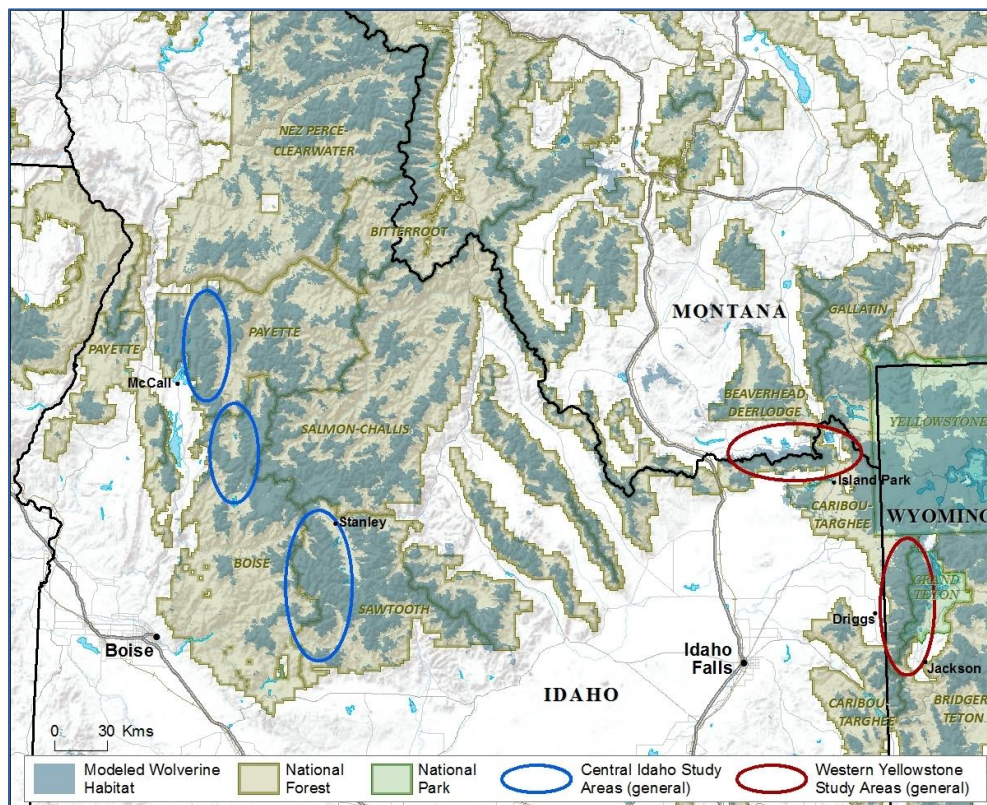 NEZ PERCE-
CLEARWATER
BITTERROOT
MONTANA
GALLATIN
PAYETTE
PAYETTE
McCall
BEAVERHEAD
DEERLODGE
YELLOWSTONE
SALMON-CHALLIS
Island Park
CARIBOU-
TARGHEE
WYOMING
Stanley
BOISE
GRAND
TETON
SAWTOOTH
Driggs
Boise
Idaho
Falls
Jackson
IDAHO
CARIBOU
TARGHEE
BRIDGER
TETON
0 30 Kms
Modeled Wolverine
Habitat
National
Forest
National
Park
Central Idaho Study
Areas (general)
Western Yellowstone
Study Areas (general)